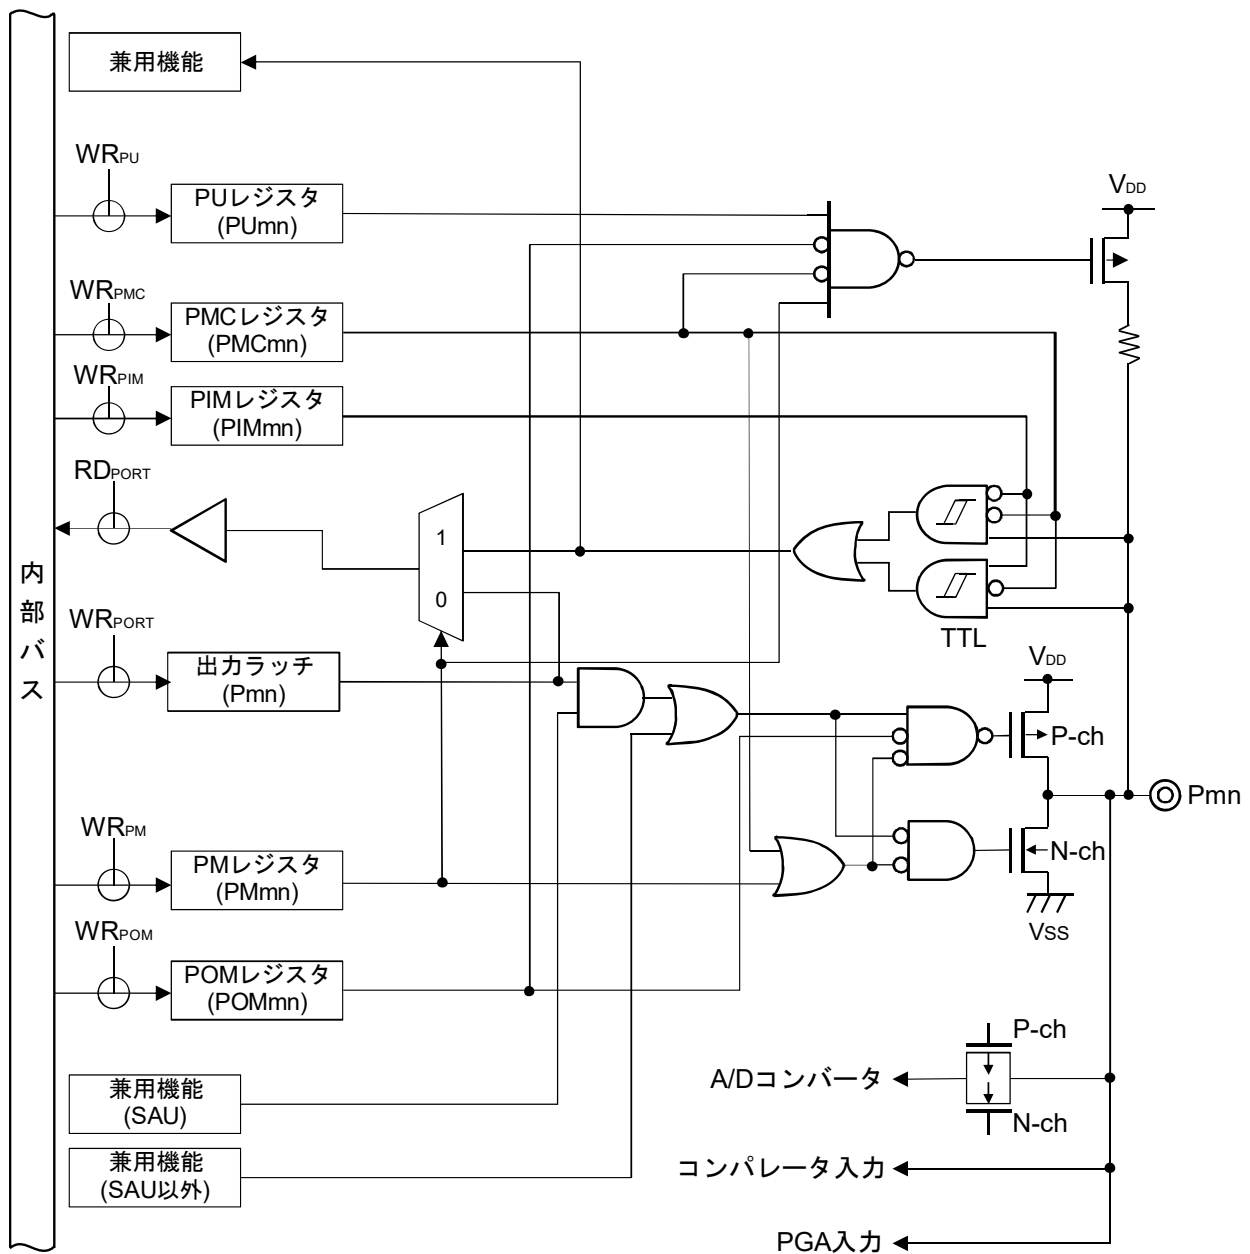 兼用機能
WRPU
PUレジスタ
(PUmn)
VDD
WRPMC
PMCレジスタ
(PMCmn)
WRPIM
PIMレジスタ
(PIMmn)
RDPORT
1
0
TTL
内部バス
WRPORT
出力ラッチ
(Pmn)
VDD
P-ch
Pmn
WRPM
PMレジスタ
(PMmn)
N-ch
VSS
WRPOM
POMレジスタ
(POMmn)
P-ch
A/Dコンバータ
N-ch
兼用機能
(SAU)
兼用機能
(SAU以外)
コンパレータ入力
PGA入力